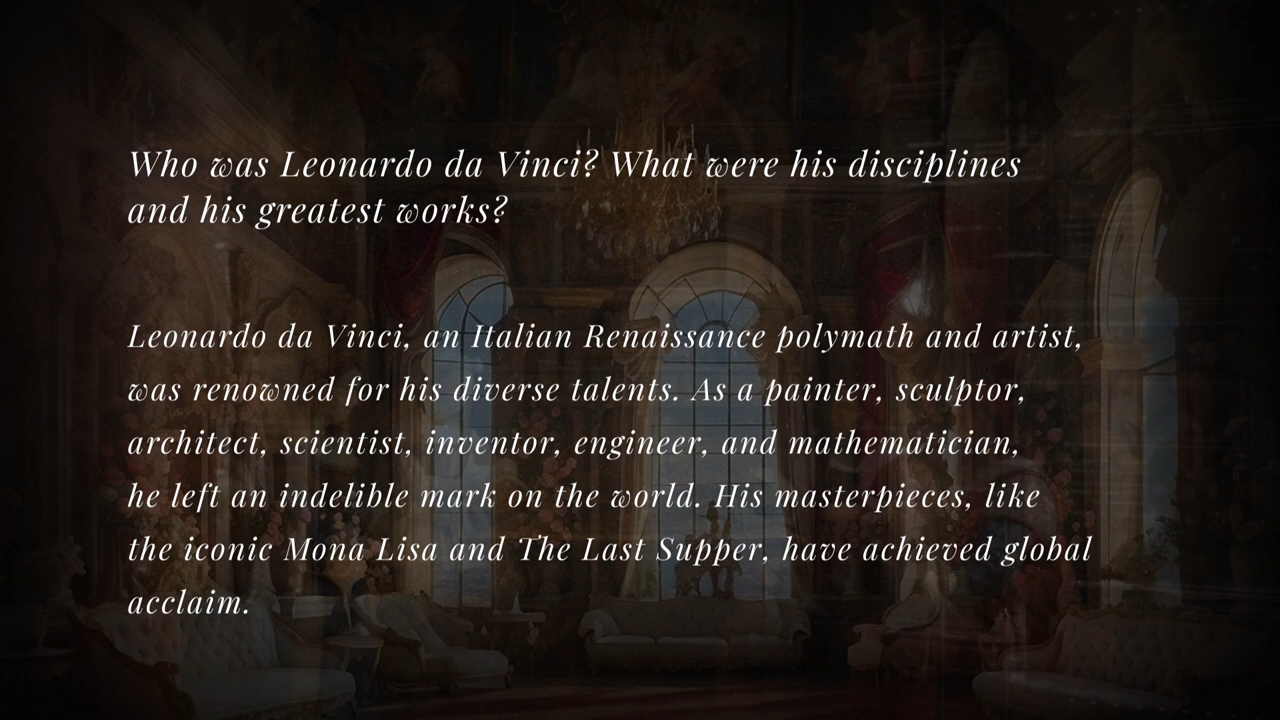 Who was Leonardo da Vinci? What were his disciplines
and his greatest works?
Leonardo da Vinci, an Italian Renaissance polymath and artist,
was renowned for his diverse talents. As a painter, sculptor,
architect, scientist, inventor, engineer, and mathematician,
he left an indelible mark on the world. His masterpieces, like
the iconic Mona Lisa and The Last Supper, have achieved global
acclaim.